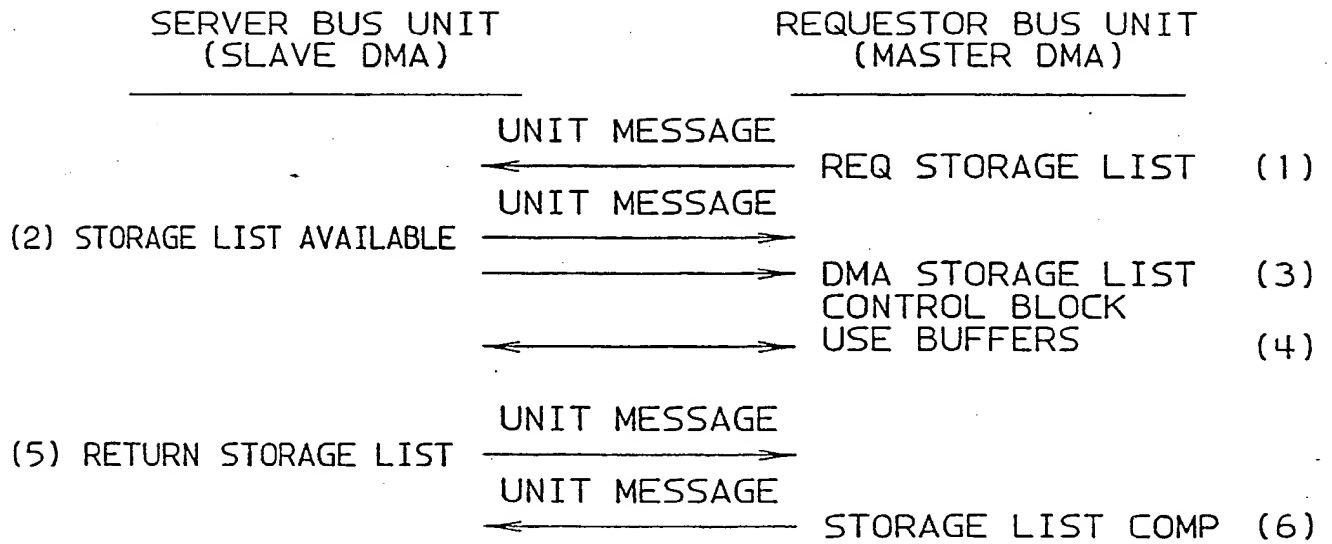 SERVER BUS UNIT
(SLAVE DMA)
REQUESTOR BUS UNIT
(MASTER DMA)
UNIT MESSAGE
REQ STORAGE LIST (1)
UNIT MESSAGE
(2) STORAGE LIST AVAILABLE
DMA STORAGE LIST (3)
CONTROL BLOCK
USE BUFFERS (4)
UNIT MESSAGE
(5) RETURN STORAGE LIST
UNIT MESSAGE
STORAGE LIST COMP (6)